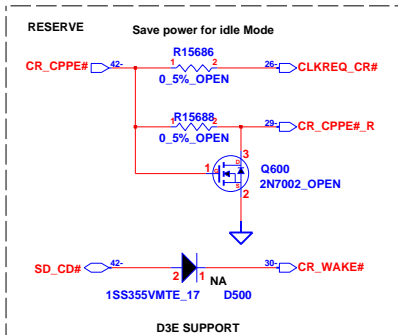 RESERVE
Save power for idle Mode
R15686
CR_CPPE# 42- 1 2 26- CLKREQ_CR#
0_5%_OPEN
R15688
1 2 29- CR_CPPE#_R
0_5%_OPEN
3
D
Q600
1 G
2N7002_OPEN
S
2
SD_CD# 42- 30- CR_WAKE#
2 1 NA
1SS355VMTE_17 D500
D3E SUPPORT